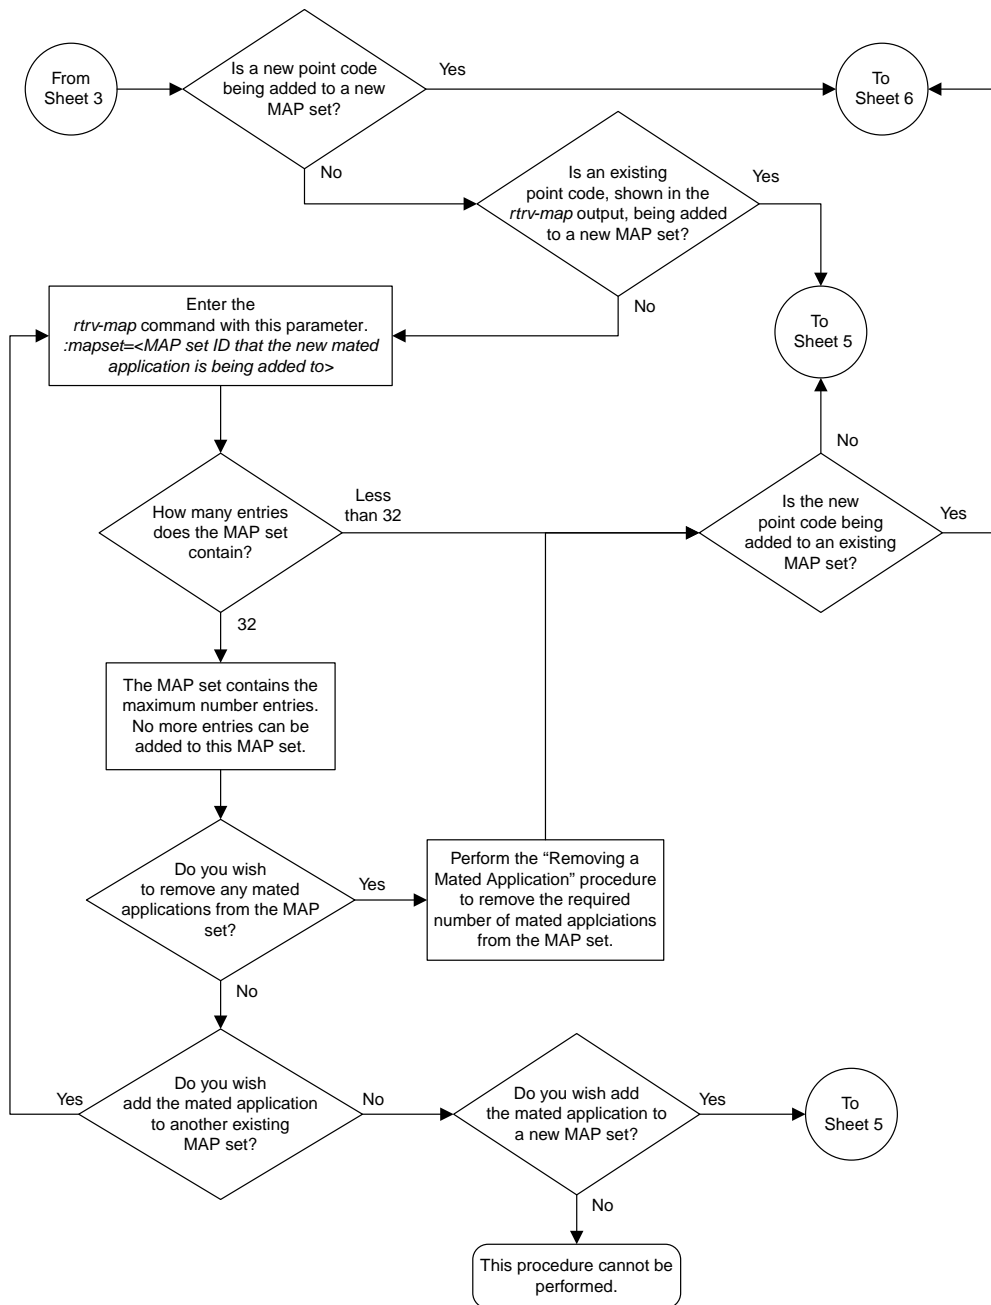 From
Sheet 3
Is a new point code
being added to a new
MAP set?
Yes
To
Sheet 6
No
Is an existing
point code, shown in the
rtrv-map output, being added
to a new MAP set?
Yes
No
To
Sheet 5
Enter the
rtrv-map command with this parameter.
:mapset=<MAP set ID that the new mated
application is being added to>
How many entries
does the MAP set
contain?
Less
than 32
No
Is the new
point code being
added to an existing
MAP set?
Yes
32
The MAP set contains the
maximum number entries.
No more entries can be
added to this MAP set.
Do you wish
to remove any mated
applications from the MAP
set?
Yes
Perform the “Removing a
Mated Application” procedure
to remove the required
number of mated applciations
from the MAP set.
No
Yes
Do you wish
add the mated application
to another existing
MAP set?
No
Do you wish add
the mated application to
a new MAP set?
Yes
To
Sheet 5
No
This procedure cannot be
performed.